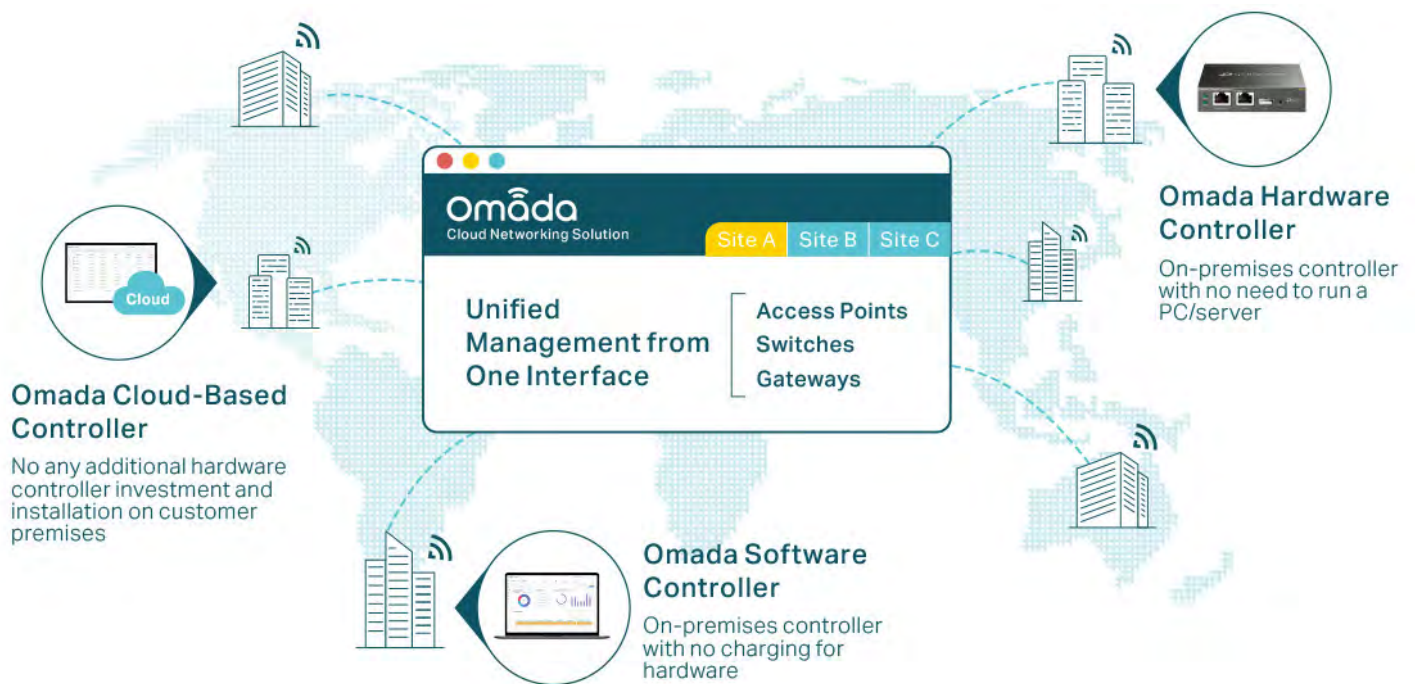 Omada
Cloud Networking Solution
Site A
Site B
Site C
Unified
Management from
One Interface
Access Points
Switches
Gateways
Cloud
Omada Cloud-Based
Controller
No any additional hardware
controller investment and
installation on customer
premises
Omada Hardware
Controller
On-premises controller
with no need to run a
PC/server
Omada Software
Controller
On-premises controller
with no charging for
hardware